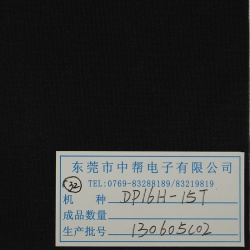 东莞市中帮电子有限公司
TEL:0769-83288189/83219819
32
机 种 DP16H-15T
成品数量
生产批号 130605C02